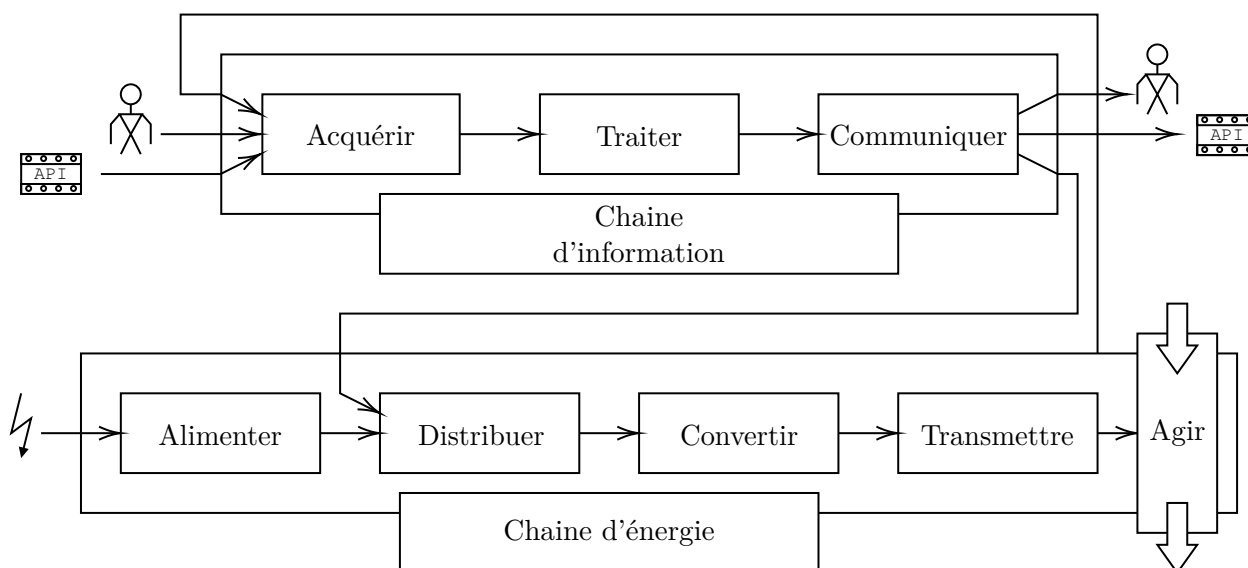 Acquérir
Traiter
Communiquer
API
API
Chaine
d'information
Alimenter
Distribuer
Convertir
Transmettre
Agir
Chaine d'énergie